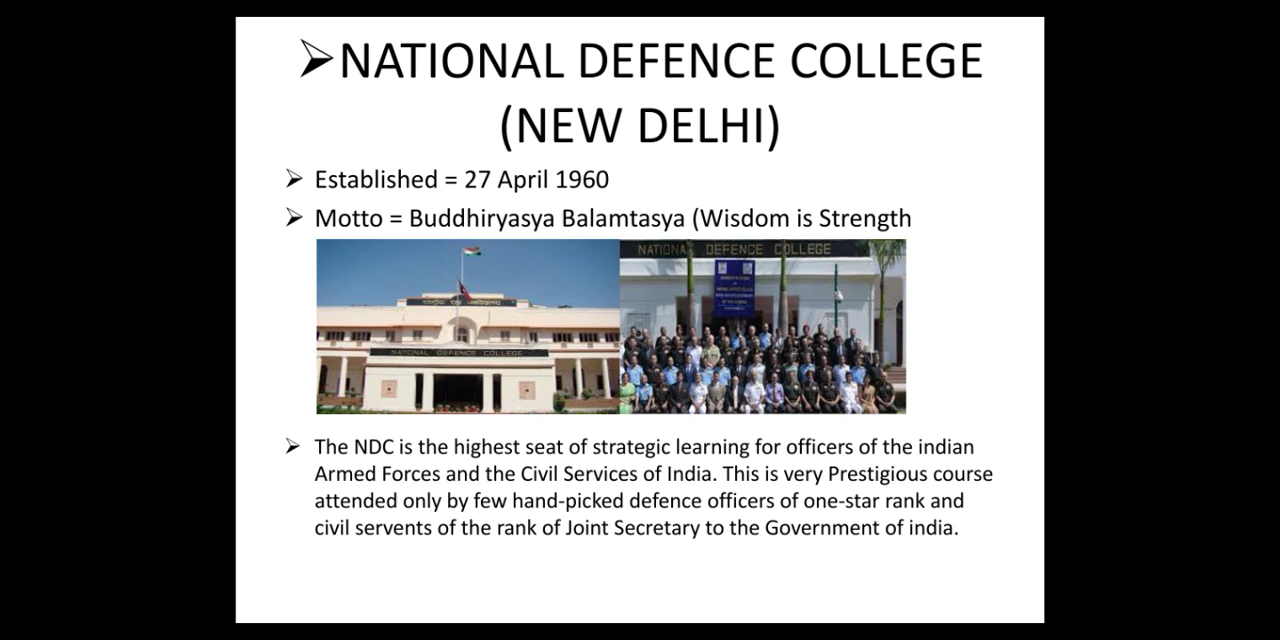 ➢NATIONAL DEFENCE COLLEGE
(NEW DELHI)
➢ Established = 27 April 1960
➢ Motto = Buddhiryasya Balamtasya (Wisdom is Strength
NATIONAL DEFENCE COLLEGE
NATIONAL DEFENCE COLLEGE
➢ The NDC is the highest seat of strategic learning for officers of the indian
Armed Forces and the Civil Services of India. This is very Prestigious course
attended only by few hand-picked defence officers of one-star rank and
civil servents of the rank of Joint Secretary to the Government of india.